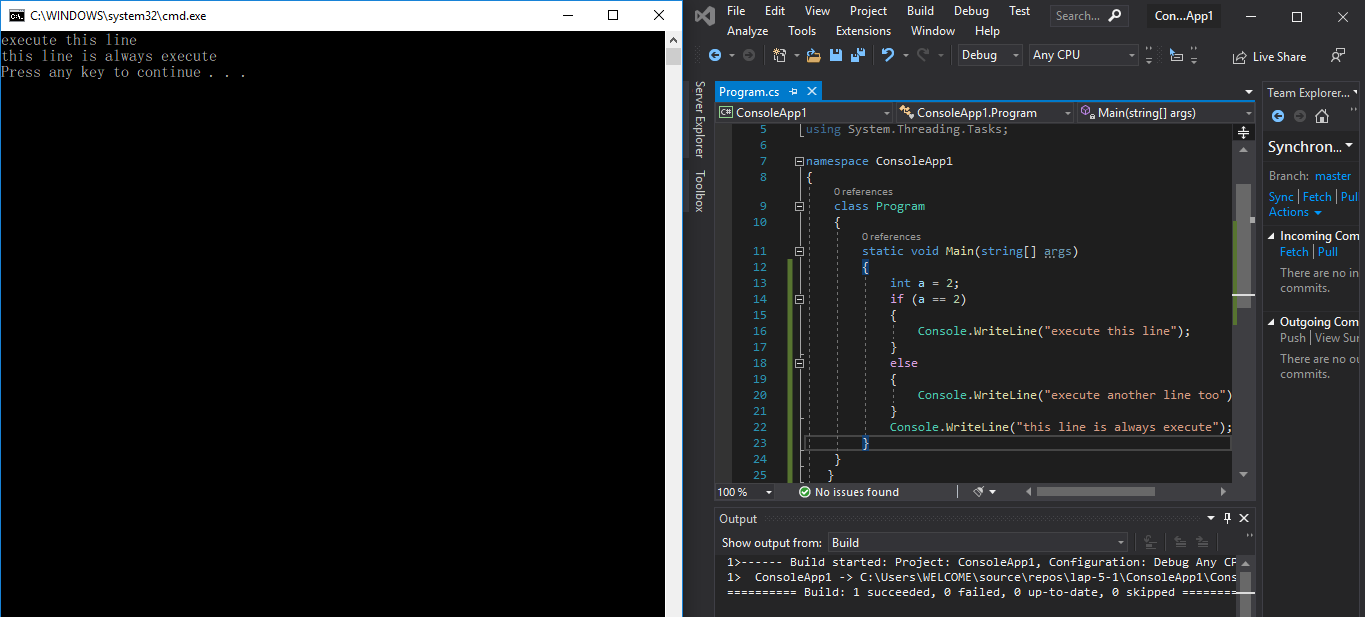 C:\WINDOWS\system32\cmd.exe
execute this line
this line is always execute
Press any key to continue . . .
File Edit View Project Build Debug Test
Search...
Con...App1
Analyze Tools Extensions Window Help
Debug
Any CPU
Live Share
Server Explorer
Toolbox
Program.cs
C# ConsoleApp1
ConsoleApp1.Program
Main(string[] args)
5 using System.Threading.Tasks;
6
7 namespace ConsoleApp1
8 {
0 references
9 class Program
10 {
0 references
11 static void Main(string[] args)
12 {
13 int a = 2;
14 if (a == 2)
15 {
16 Console.WriteLine("execute this line");
17 }
18 else
19 {
20 Console.WriteLine("execute another line too")
21 }
22 Console.WriteLine("this line is always execute");
23 }
24 }
25 }
100 %
No issues found
Output
Show output from: Build
1>------ Build started: Project: ConsoleApp1, Configuration: Debug Any CP
1> ConsoleApp1 -> C:\Users\WELCOME\source\repos\lap-5-1\ConsoleApp1\Cons
========== Build: 1 succeeded, 0 failed, 0 up-to-date, 0 skipped ========
Team Explorer...
Synchron...
Branch: master
Sync | Fetch | Pul
Actions
Incoming Com
Fetch | Pull
There are no in
commits.
Outgoing Com
Push | View Sur
There are no ou
commits.